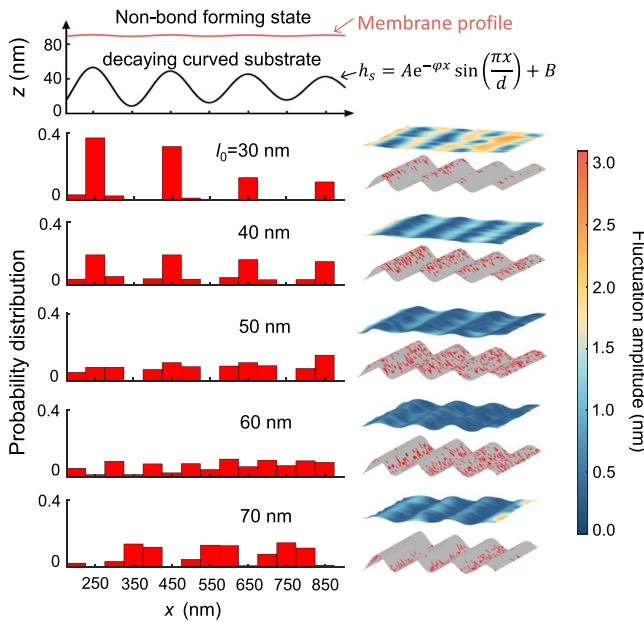 Non-bond forming state
Membrane profile
z (nm)
80
40
0
decaying curved substrate
h_s = Ae^{-φx} sin(πx/d) + B
Probability distribution
0.4
0
l_0=30 nm
0.4
0
40 nm
0.4
0
50 nm
0.4
0
60 nm
0.4
0
70 nm
250 350 450 550 650 750 850
x (nm)
3.0
2.5
2.0
1.5
1.0
0.5
0.0
Fluctuation amplitude (nm)